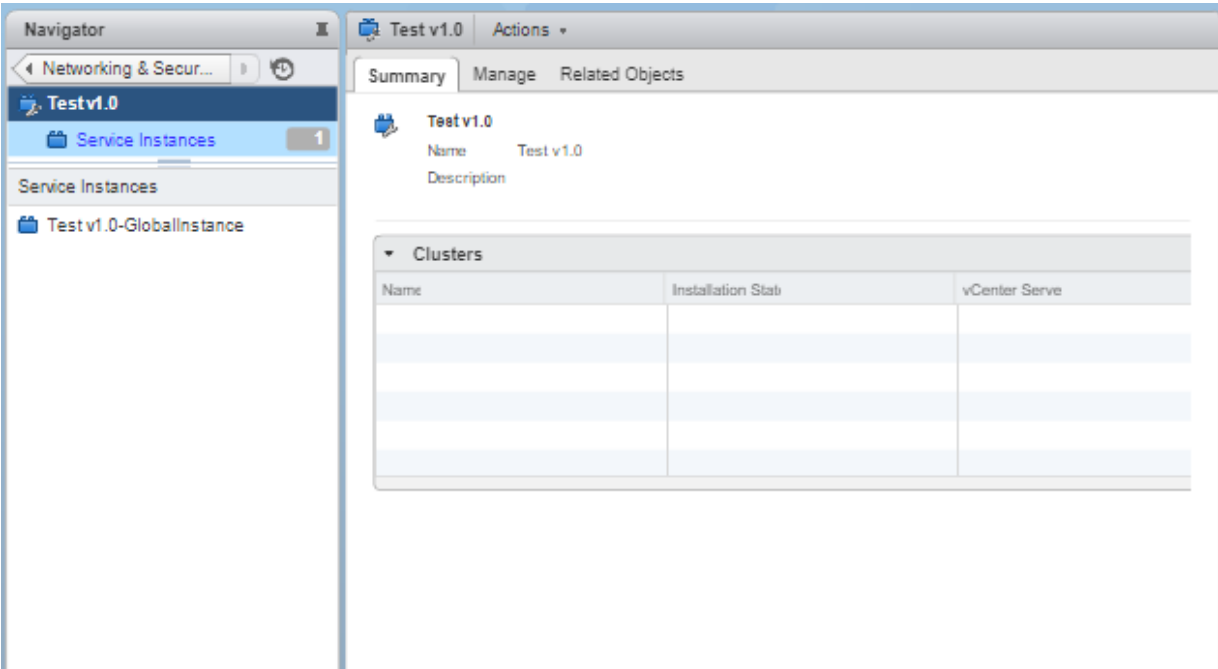 Navigator
Networking & Secur...
Test v1.0
Service Instances 1
Service Instances
Test v1.0-GlobalInstance
Test v1.0 Actions
Summary Manage Related Objects
Test v1.0
Name Test v1.0
Description
Clusters
Name Installation Stat vCenter Serve